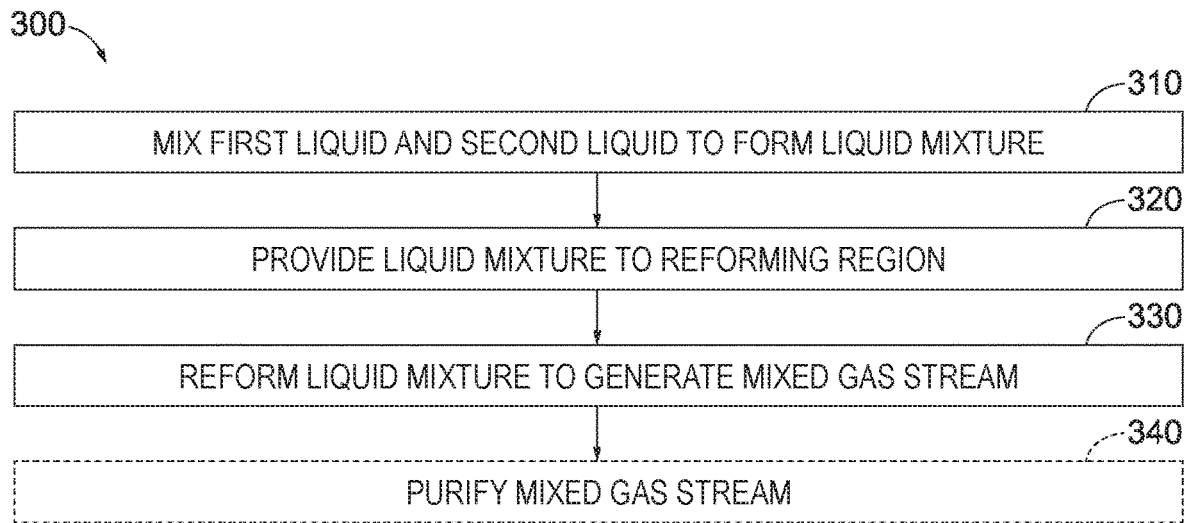 300
310
MIX FIRST LIQUID AND SECOND LIQUID TO FORM LIQUID MIXTURE
320
PROVIDE LIQUID MIXTURE TO REFORMING REGION
330
REFORM LIQUID MIXTURE TO GENERATE MIXED GAS STREAM
340
PURIFY MIXED GAS STREAM